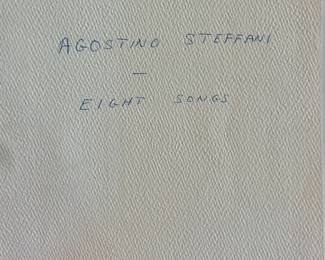 AGOSTINO STEFFANI
—
EIGHT SONGS